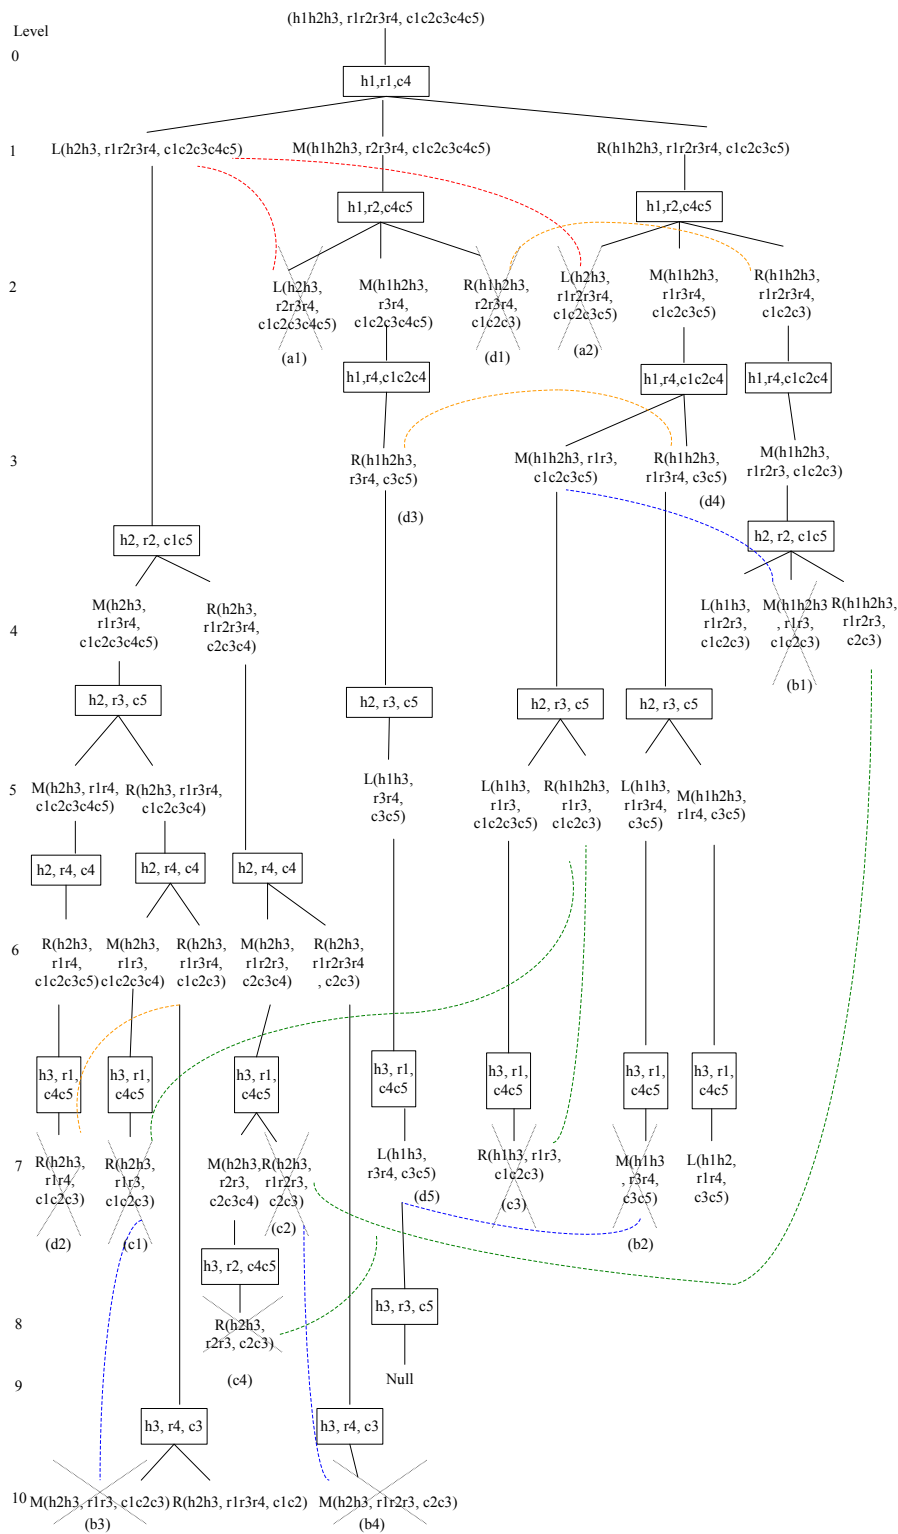 (h1h2h3, r1r2r3r4, c1c2c3c4c5)
Level
0
h1,r1,c4
1
L(h2h3, r1r2r3r4, c1c2c3c4c5)
M(h1h2h3, r2r3r4, c1c2c3c4c5)
R(h1h2h3, r1r2r3r4, c1c2c3c5)
h1,r2,c4c5
h1,r2,c4c5
2
L(h2h3,
r2r3r4,
c1c2c3c4c5)
(a1)
M(h1h2h3,
r3r4,
c1c2c3c4c5)
R(h1h2h3,
r2r3r4,
c1c2c3)
(d1)
L(h2h3,
r1r2r3r4,
c1c2c3c5)
(a2)
M(h1h2h3,
r1r3r4,
c1c2c3c5)
R(h1h2h3,
r1r2r3r4,
c1c2c3)
h1,r4,c1c2c4
h1,r4,c1c2c4
h1,r4,c1c2c4
3
R(h1h2h3,
r3r4, c3c5)
(d3)
M(h1h2h3, r1r3,
c1c2c3c5)
R(h1h2h3,
r1r3r4, c3c5)
(d4)
M(h1h2h3,
r1r2r3, c1c2c3)
h2, r2, c1c5
h2, r2, c1c5
4
M(h2h3,
r1r3r4,
c1c2c3c4c5)
R(h2h3,
r1r2r3r4,
c2c3c4)
L(h1h3,
r1r2r3,
c1c2c3)
M(h1h2h3
, r1r3,
c1c2c3)
(b1)
R(h1h2h3,
r1r2r3,
c2c3)
h2, r3, c5
h2, r3, c5
h2, r3, c5
h2, r3, c5
5
M(h2h3, r1r4,
c1c2c3c4c5)
R(h2h3, r1r3r4,
c1c2c3c4)
L(h1h3,
r3r4,
c3c5)
L(h1h3,
r1r3,
c1c2c3c5)
R(h1h2h3,
r1r3,
c1c2c3)
L(h1h3,
r1r3r4,
c3c5)
M(h1h2h3,
r1r4, c3c5)
h2, r4, c4
h2, r4, c4
h2, r4, c4
6
R(h2h3,
r1r4,
c1c2c3c5)
M(h2h3,
r1r3,
c1c2c3c4)
R(h2h3,
r1r3r4,
c1c2c3)
M(h2h3,
r1r2r3,
c2c3c4)
R(h2h3,
r1r2r3r4
, c2c3)
h3, r1,
c4c5
h3, r1,
c4c5
h3, r1,
c4c5
h3, r1,
c4c5
h3, r1,
c4c5
h3, r1,
c4c5
h3, r1,
c4c5
7
R(h2h3,
r1r4,
c1c2c3)
(d2)
R(h2h3,
r1r3,
c1c2c3)
(c1)
M(h2h3,
r2r3,
c2c3c4)
R(h2h3,
r1r2r3,
c2c3)
(c2)
L(h1h3,
r3r4, c3c5)
(d5)
R(h1h3, r1r3,
c1c2c3)
(c3)
M(h1h3
, r3r4,
c3c5)
(b2)
L(h1h2,
r1r4,
c3c5)
h3, r2, c4c5
h3, r3, c5
8
R(h2h3,
r2r3, c2c3)
(c4)
Null
9
h3, r4, c3
h3, r4, c3
10
M(h2h3, r1r3, c1c2c3)
(b3)
R(h2h3, r1r3r4, c1c2)
M(h2h3, r1r2r3, c2c3)
(b4)